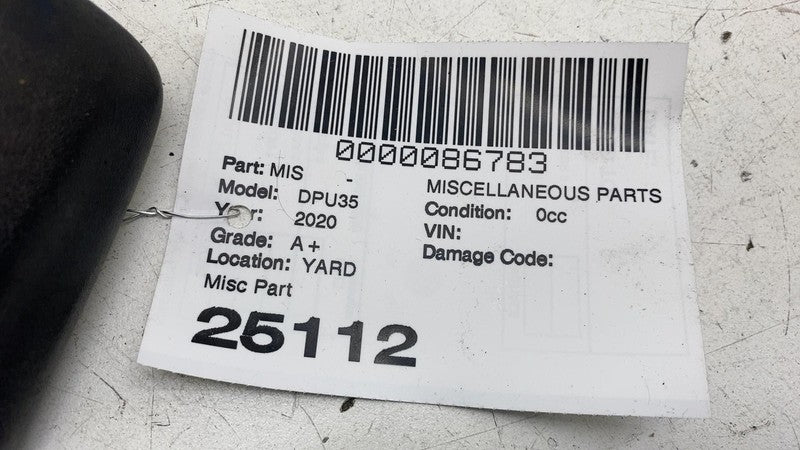 0000086783
Part: MIS -
MISCELLANEOUS PARTS
Model: DPU35
Condition: 0cc
Year: 2020
VIN:
Grade: A+
Damage Code:
Location: YARD
Misc Part
25112